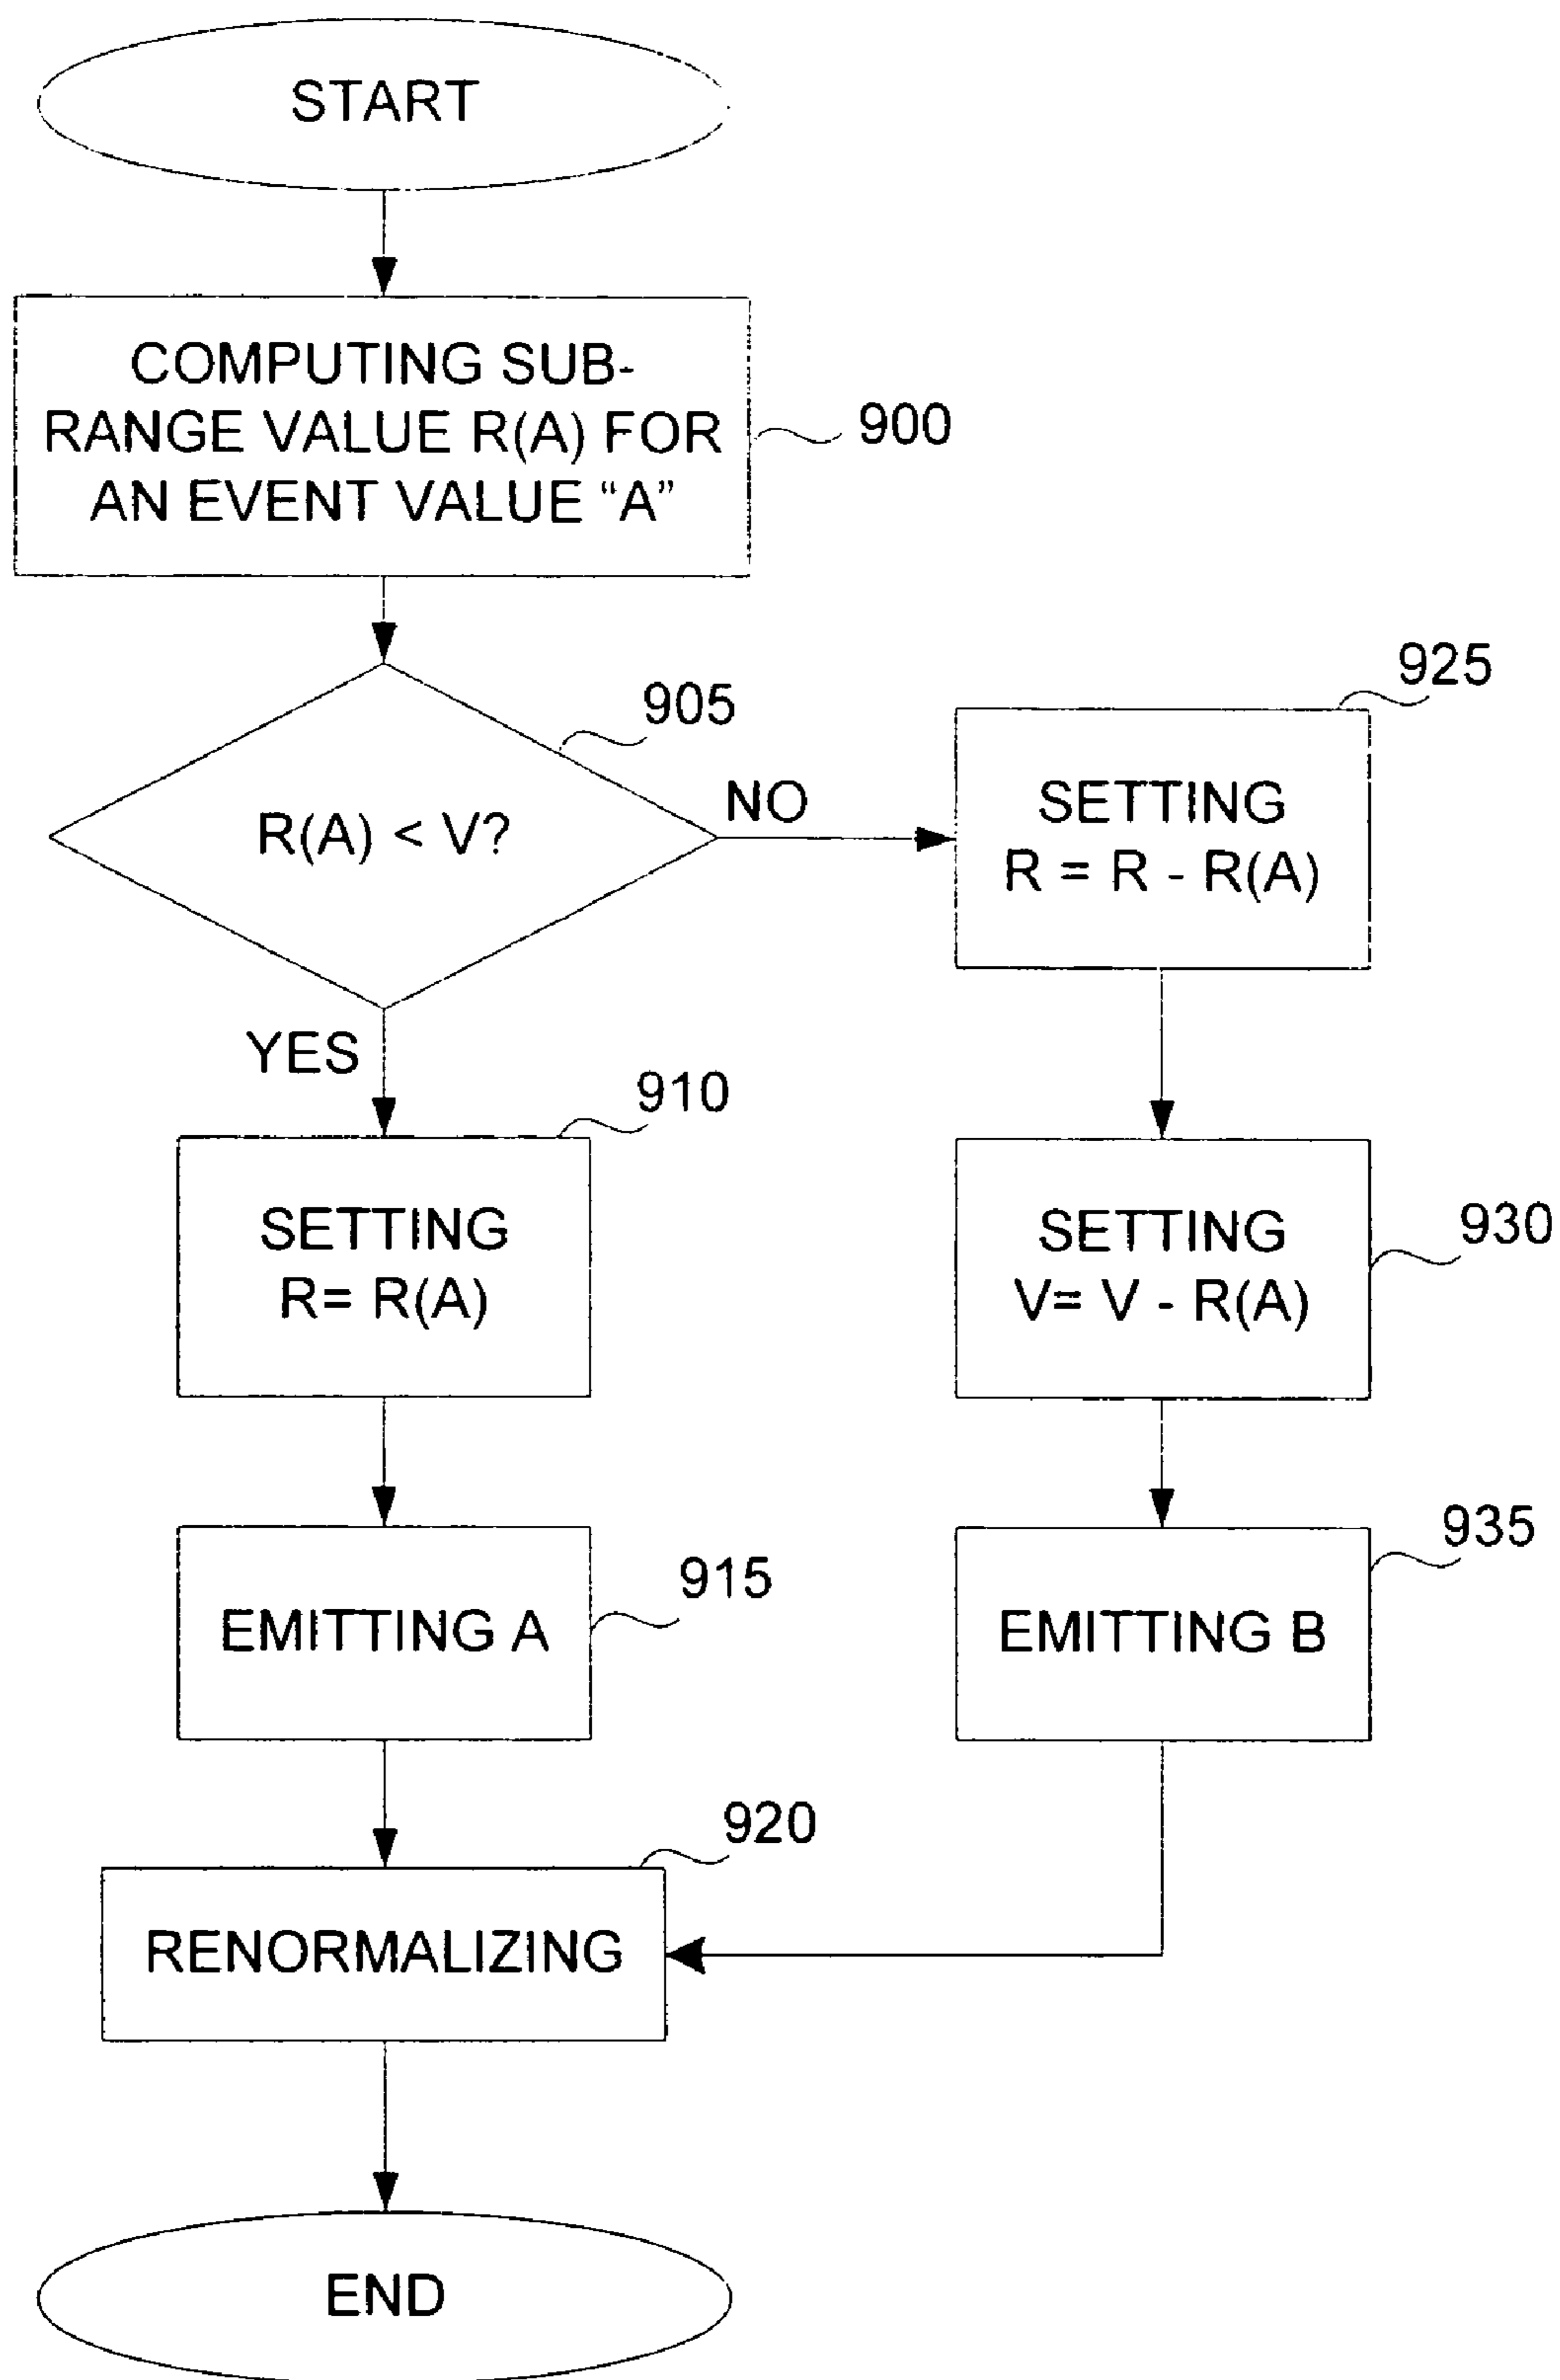 START
COMPUTING SUB-
RANGE VALUE R(A) FOR
AN EVENT VALUE “A”
900
905
R(A) < V?
NO
YES
925
SETTING
R = R - R(A)
910
SETTING
R= R(A)
930
SETTING
V= V - R(A)
915
EMITTING A
935
EMITTING B
920
RENORMALIZING
END